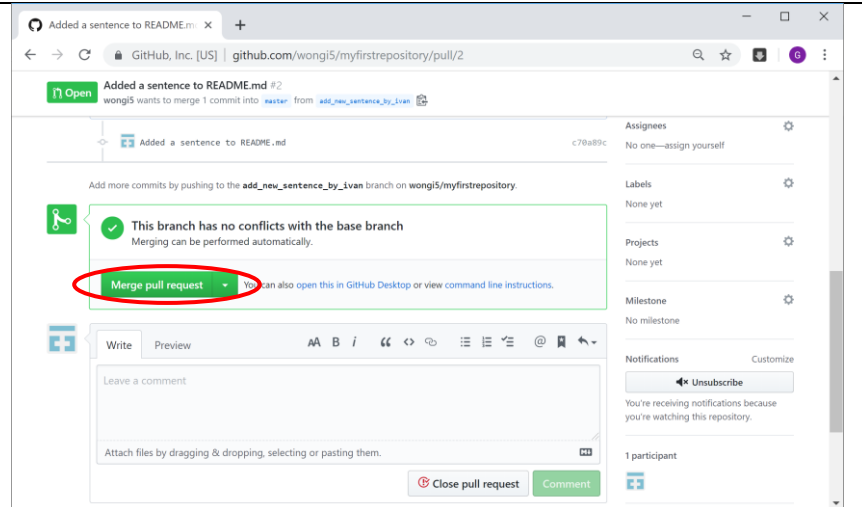 Added a sentence to README.m
GitHub, Inc. [US] | github.com/wongi5/myfirstrepository/pull/2
G
Open
Added a sentence to README.md #2
wongi5 wants to merge 1 commit into master from add_new_sentence_by_ivan
Added a sentence to README.md c70a89c
Add more commits by pushing to the add_new_sentence_by_ivan branch on wongi5/myfirstrepository.
This branch has no conflicts with the base branch
Merging can be performed automatically.
Merge pull request
You can also open this in GitHub Desktop or view command line instructions.
Write Preview
AA B i
Leave a comment
Attach files by dragging & dropping, selecting or pasting them.
Close pull request Comment
Assignees
No one—assign yourself
Labels
None yet
Projects
None yet
Milestone
No milestone
Notifications Customize
Unsubscribe
You're receiving notifications because
you're watching this repository.
1 participant